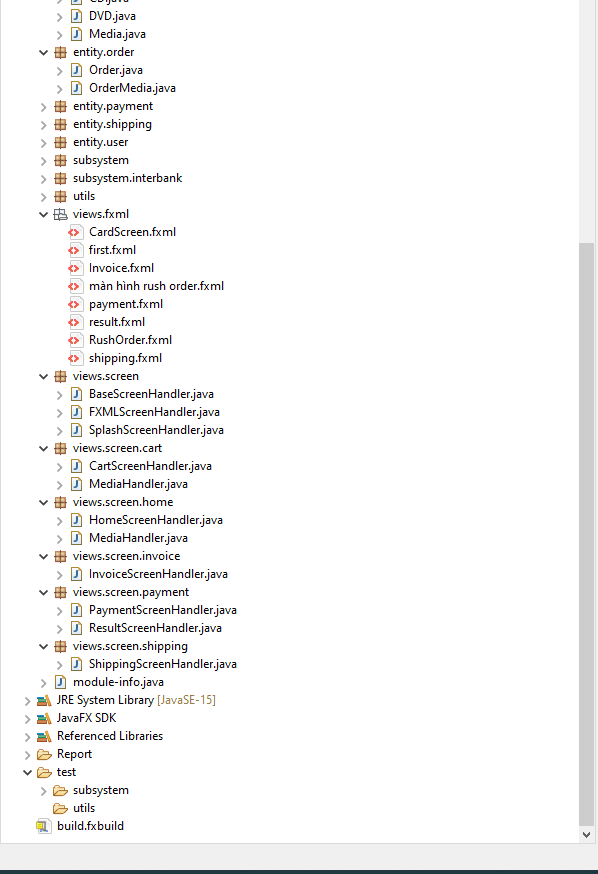 CD.java
DVD.java
Media.java
entity.order
Order.java
OrderMedia.java
entity.payment
entity.shipping
entity.user
subsystem
subsystem.interbank
utils
views.fxml
CardScreen.fxml
first.fxml
Invoice.fxml
màn hình rush order.fxml
payment.fxml
result.fxml
RushOrder.fxml
shipping.fxml
views.screen
BaseScreenHandler.java
FXMLScreenHandler.java
SplashScreenHandler.java
views.screen.cart
CartScreenHandler.java
MediaHandler.java
views.screen.home
HomeScreenHandler.java
MediaHandler.java
views.screen.invoice
InvoiceScreenHandler.java
views.screen.payment
PaymentScreenHandler.java
ResultScreenHandler.java
views.screen.shipping
ShippingScreenHandler.java
module-info.java
JRE System Library [JavaSE-15]
JavaFX SDK
Referenced Libraries
Report
test
subsystem
utils
build.fxbuild